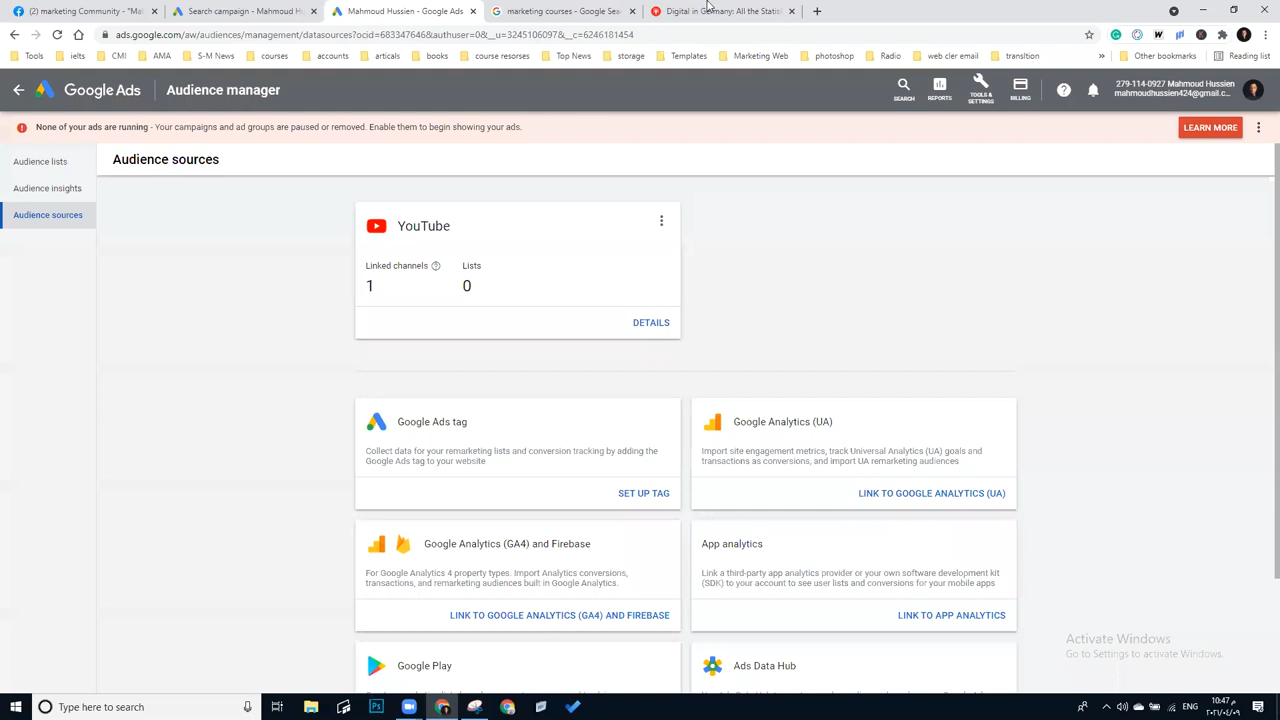 (2) marketing Community - "Ma
Search campaign - Mahmoud Hu
Mahmoud Hussien - Google Ads
marketing courses - Google Sea
Digital in Germany: All the Statis
ads.google.com/aw/audiences/management/datasources?ocid=683347646&authuser=0&__u=32451060971&__c=6246181454
Tools
ielts
CMI
AMA
S-M News
courses
accounts
articals
books
course resorses
Top News
storage
Templates
Marketing Web
photoshop
Radio
web cler email
transltion
Other bookmarks
Reading list
Google Ads
Audience manager
SEARCH
REPORTS
TOOLS & SETTINGS
BILLING
279-114-0927 Mahmoud Hussien
mahmoudhussien424@gmail.c...
None of your ads are running - Your campaigns and ad groups are paused or removed. Enable them to begin showing your ads.
LEARN MORE
Audience lists
Audience insights
Audience sources
Audience sources
YouTube
Linked channels
Lists
1
0
DETAILS
Google Ads tag
Collect data for your remarketing lists and conversion tracking by adding the
Google Ads tag to your website
SET UP TAG
Google Analytics (UA)
Import site engagement metrics, track Universal Analytics (UA) goals and
transactions as conversions, and import UA remarketing audiences
LINK TO GOOGLE ANALYTICS (UA)
Google Analytics (GA4) and Firebase
For Google Analytics 4 property types. Import Analytics conversions,
transactions, and remarketing audiences built in Google Analytics.
LINK TO GOOGLE ANALYTICS (GA4) AND FIREBASE
App analytics
Link a third-party app analytics provider or your own software development kit
(SDK) to your account to see user lists and conversions for your mobile apps
LINK TO APP ANALYTICS
Google Play
Ads Data Hub
Activate Windows
Go to Settings to activate Windows.
Type here to search
ENG
10:47 م
٢٠٢١/٠٤/٠٩